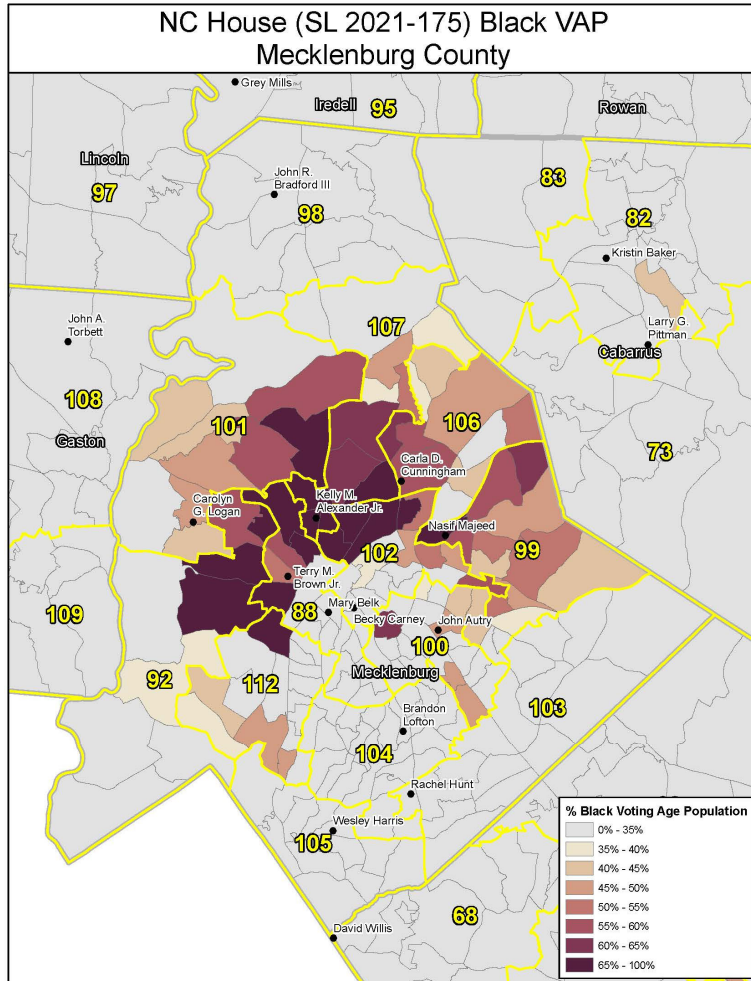 NC House (SL 2021-175) Black VAP
Mecklenburg County
Grey Mills
Iredell
95
Rowan
Lincoln
97
John R.
Bradford III
98
83
82
Kristin Baker
John A.
Torbett
107
Larry G.
Pittman
Cabarrus
108
101
106
Gaston
73
Carla D.
Cunningham
Carolyn
G. Logan
Kelly M.
Alexander Jr.
Nasif Majeed
102
99
Terry M.
Brown Jr.
88
Mary Belk
Becky Carney
John Autry
109
100
Mecklenburg
92
112
103
Brandon
Lofton
104
Rachel Hunt
Wesley Harris
105
68
David Willis
% Black Voting Age Population
0% - 35%
35% - 40%
40% - 45%
45% - 50%
50% - 55%
55% - 60%
60% - 65%
65% - 100%